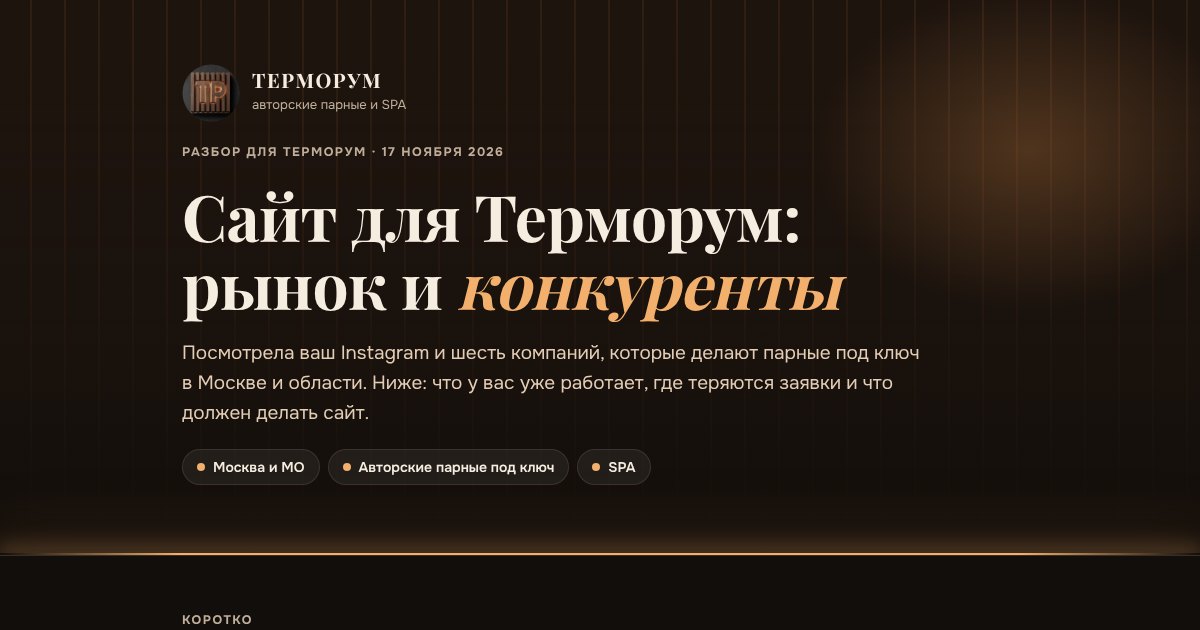 ТР
ТЕРМОРУМ
авторские парные и SPA
РАЗБОР ДЛЯ ТЕРМОРУМ · 17 НОЯБРЯ 2026
Сайт для Терморум:
рынок и конкуренты
Посмотрела ваш Instagram и шесть компаний, которые делают парные под ключ
в Москве и области. Ниже: что у вас уже работает, где теряются заявки и что
должен делать сайт.
Москва и МО
Авторские парные под ключ
SPA
КОРОТКО